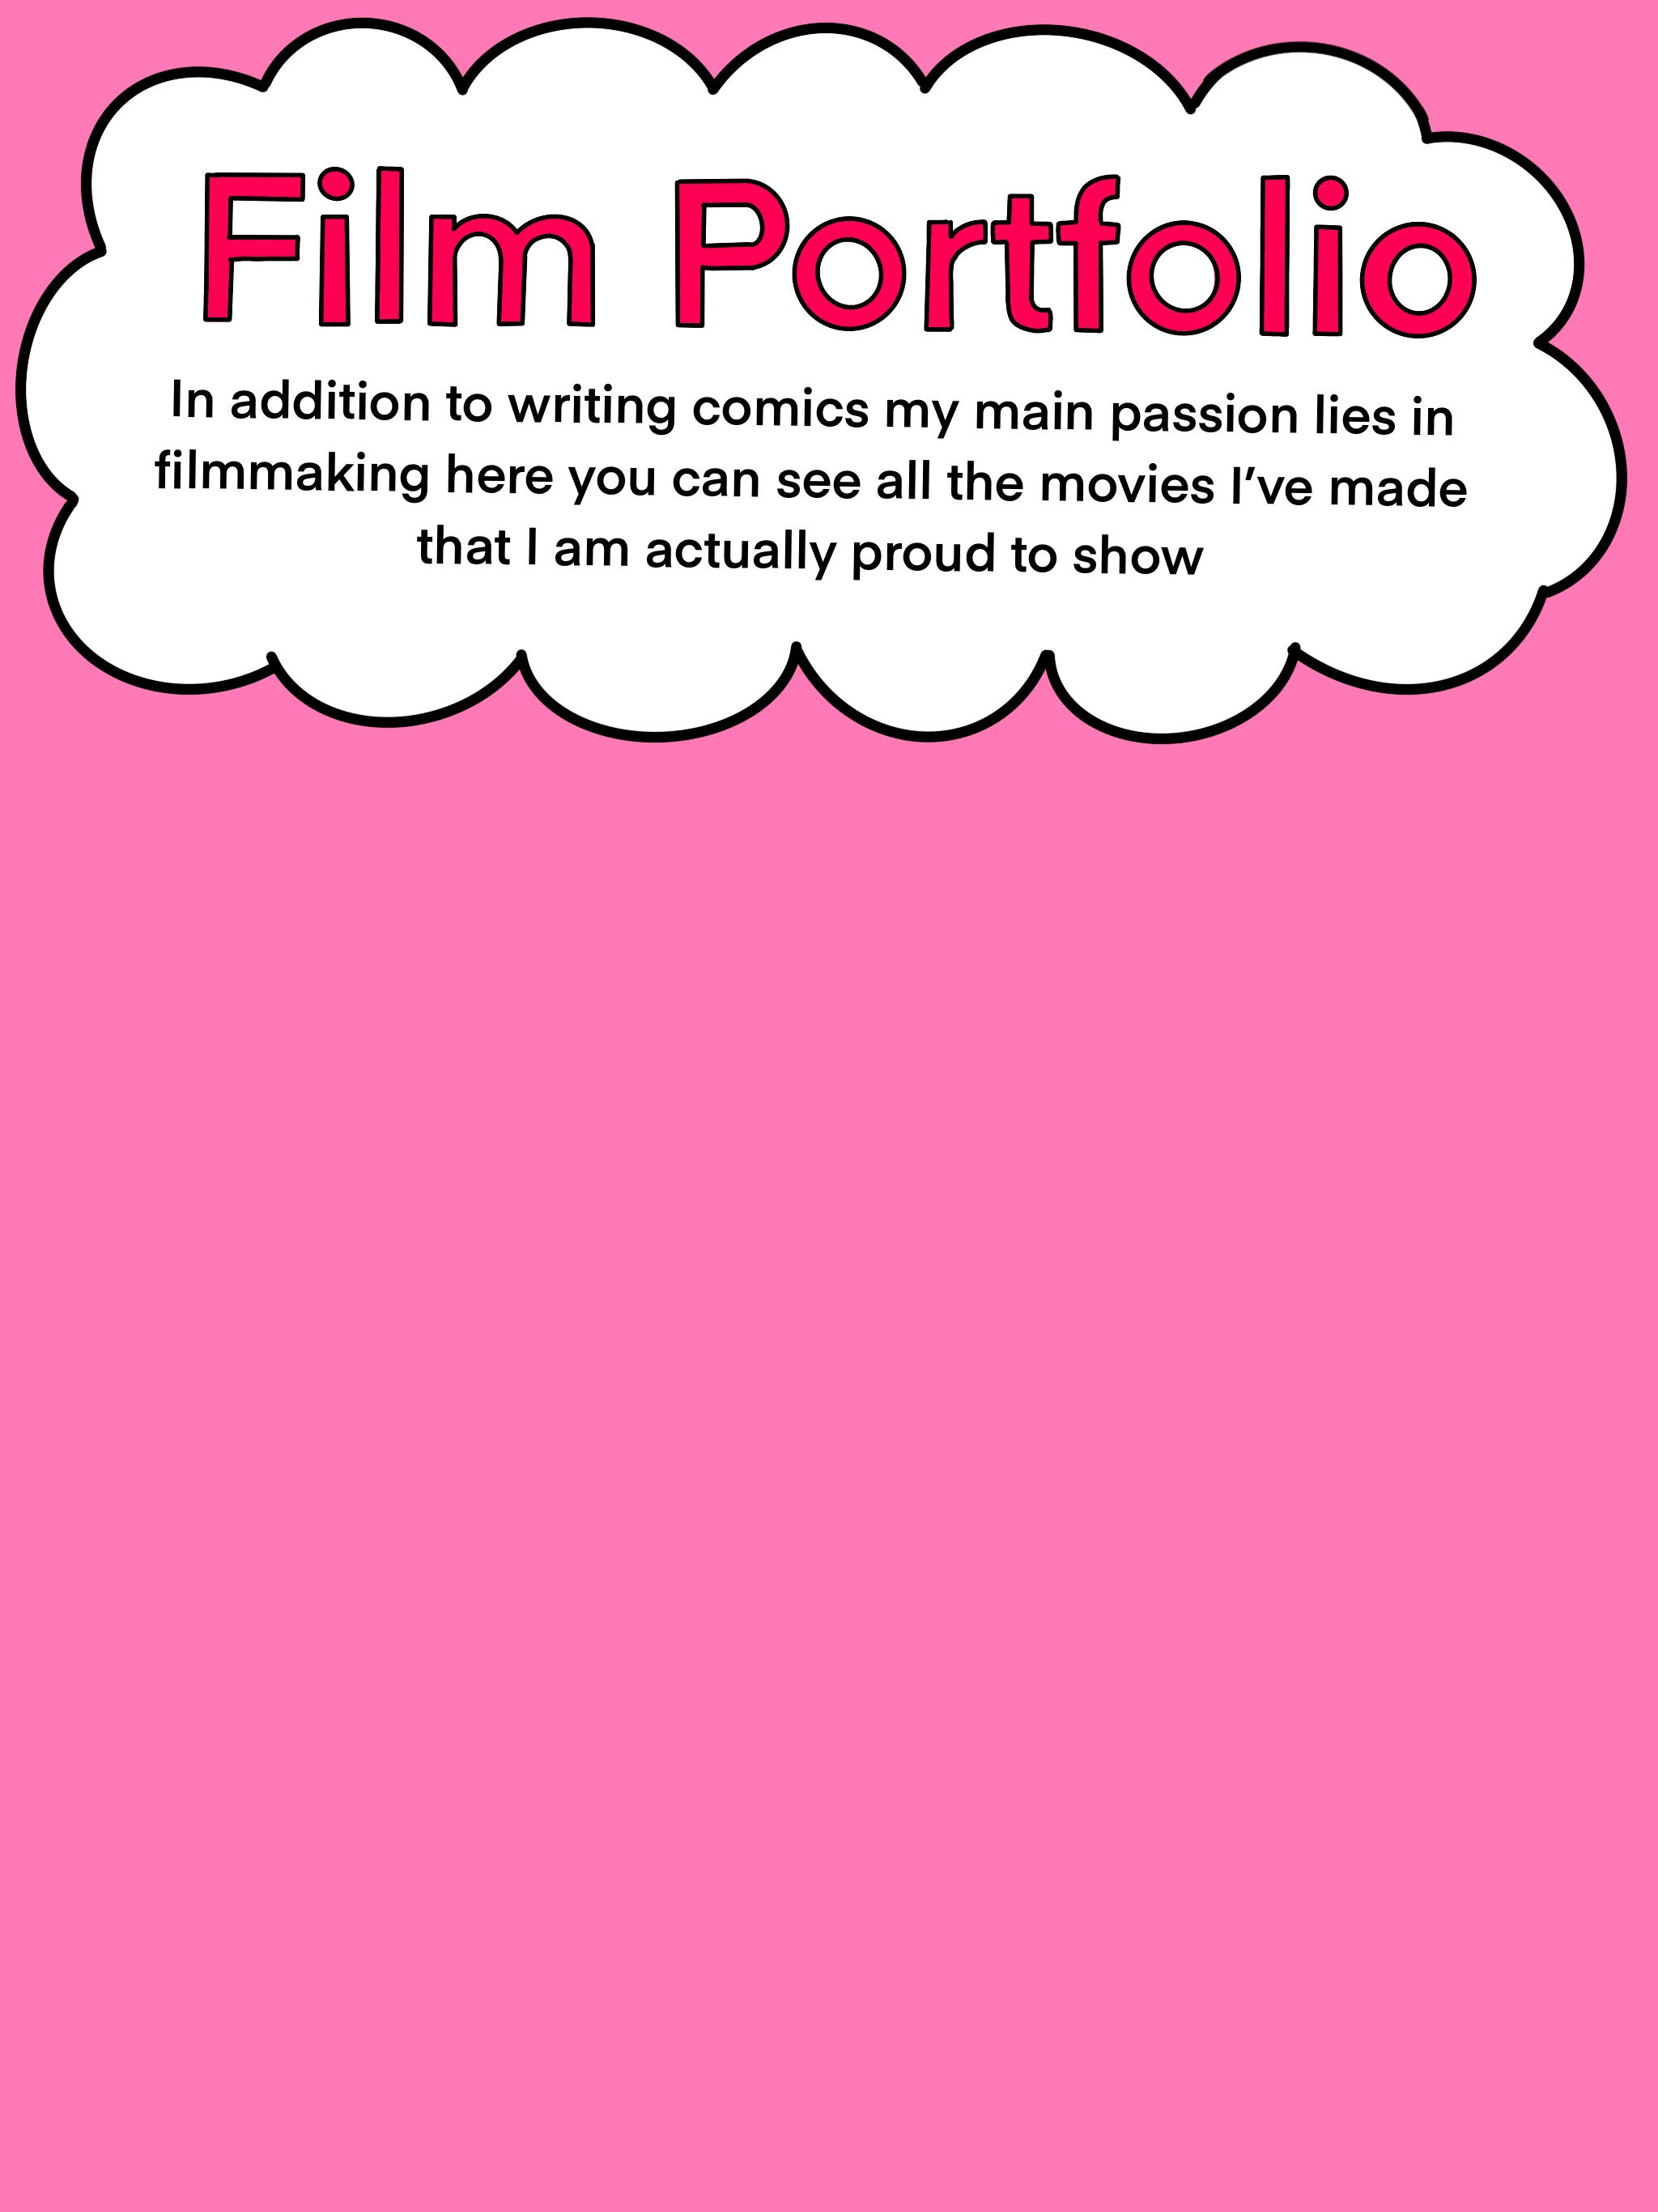 Film Portfolio
In addition to writing comics my main passion lies in
filmmaking here you can see all the movies I've made
that I am actually proud to show